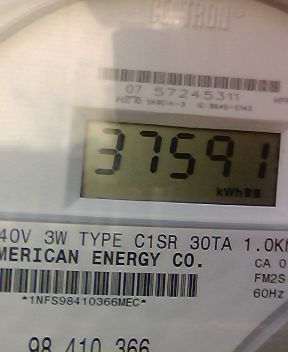 CENTRON
07 57245311
37591
kWh
40V 3W TYPE C1SR 30TA 1.0K
MERICAN ENERGY CO.
CA 0
FM2S
60Hz
*1NFS98410366MEC*
98 410 366